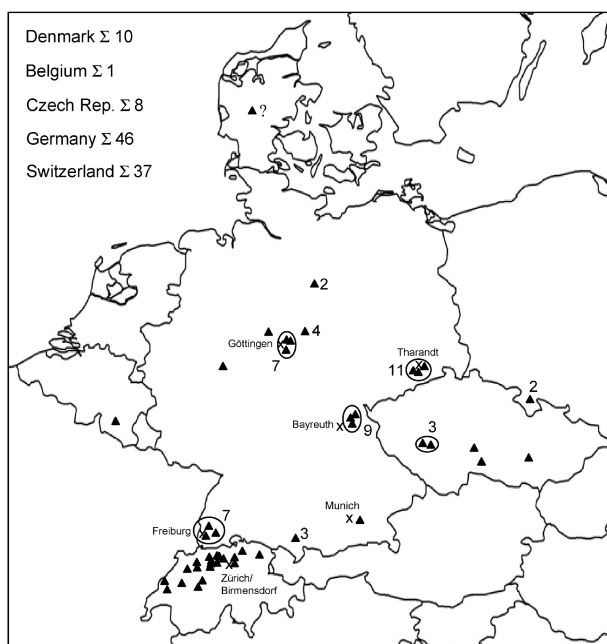 Denmark Σ 10
Belgium Σ 1
Czech Rep. Σ 8
Germany Σ 46
Switzerland Σ 37
?
2
4
Göttingen x
7
Tharandt
x
11
2
Bayreuth x
9
3
Munich
x
7
Freiburg x
3
x
Zürich/
Birmensdorf